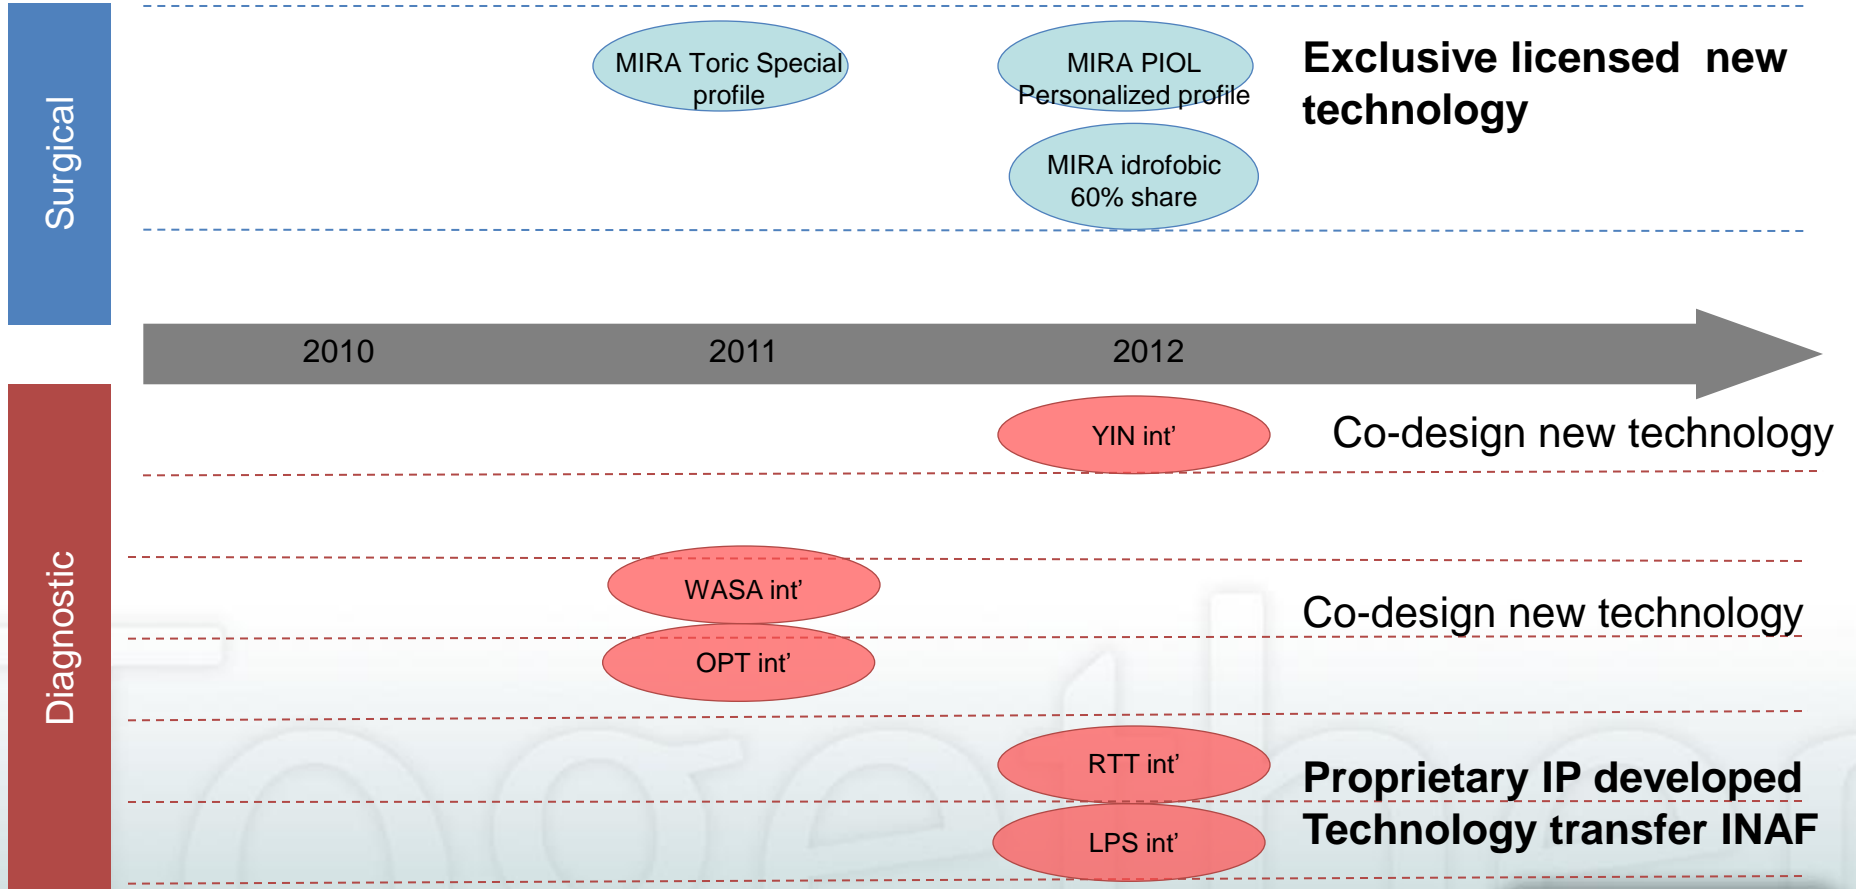 Surgical
MIRA Toric Special
profile
MIRA PIOL
Personalized profile
MIRA idrofobic
60% share
Exclusive licensed new
technology
2010
2011
2012
Diagnostic
YIN int’
Co-design new technology
WASA int’
OPT int’
Co-design new technology
RTT int’
LPS int’
Proprietary IP developed
Technology transfer INAF
Together